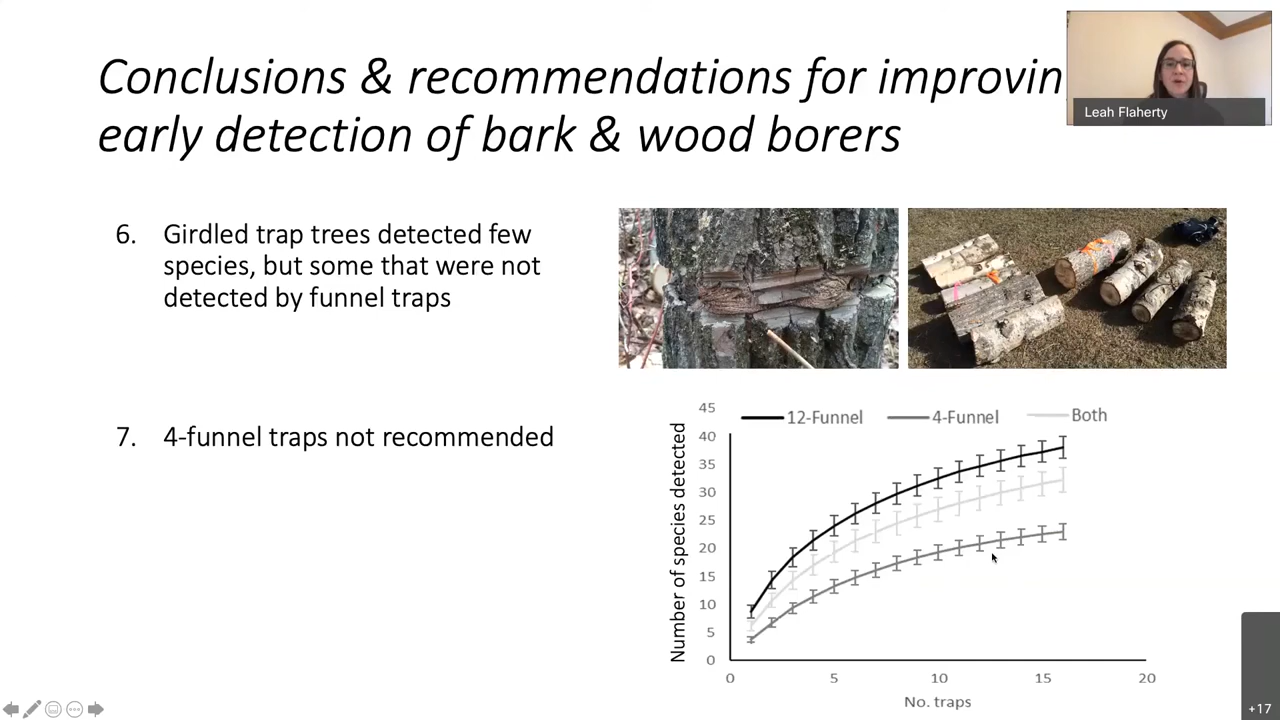 Conclusions & recommendations for improvin
early detection of bark & wood borers
Leah Flaherty
6. Girdled trap trees detected few
species, but some that were not
detected by funnel traps
7. 4-funnel traps not recommended
12-Funnel 4-Funnel Both
Number of species detected
45
40
35
30
25
20
15
10
5
0
0 5 10 15 20
No. traps
+17